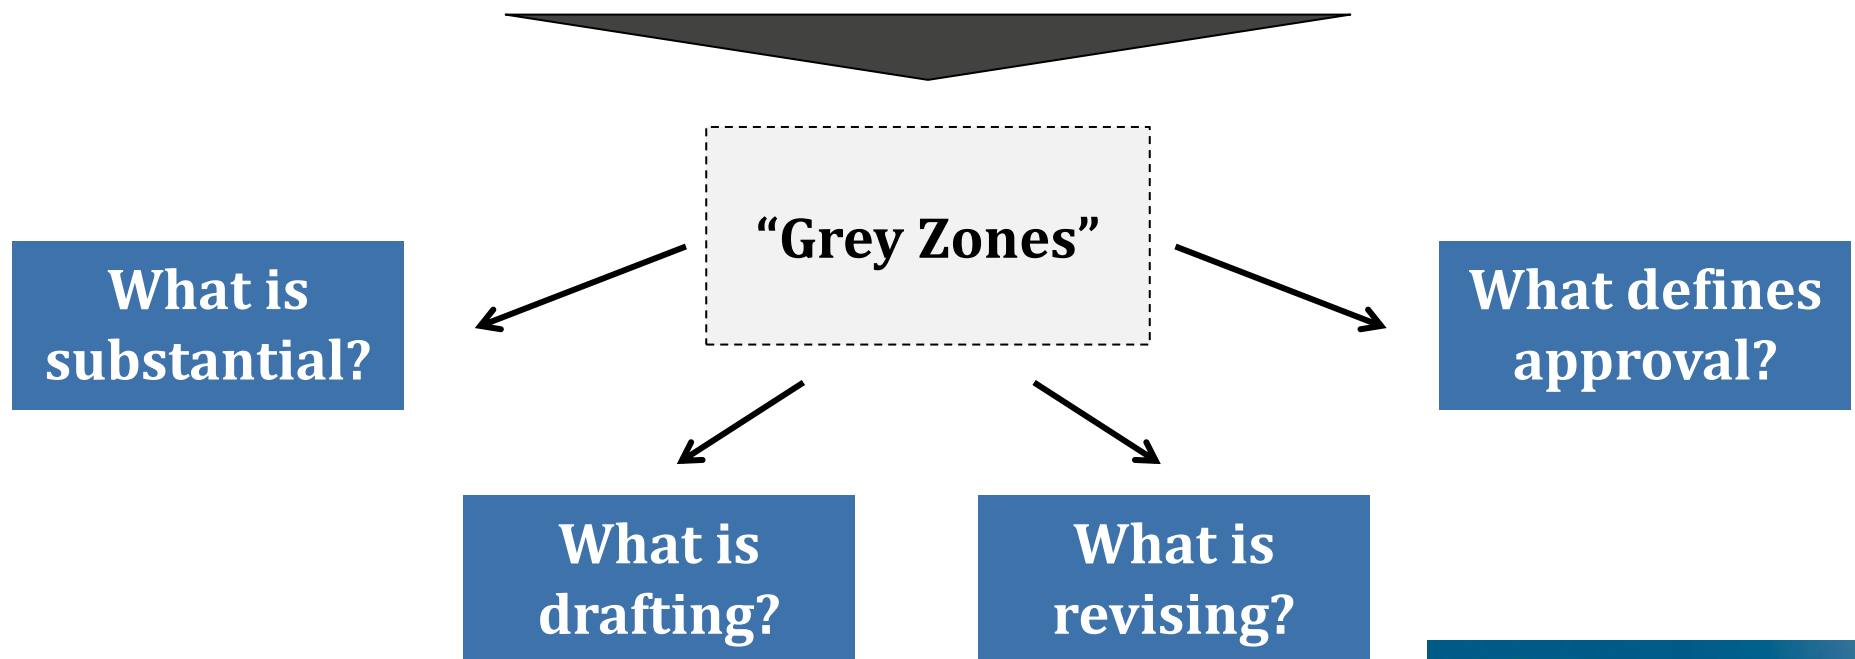 “Grey Zones”
What is
substantial?
What defines
approval?
What is
drafting?
What is
revising?